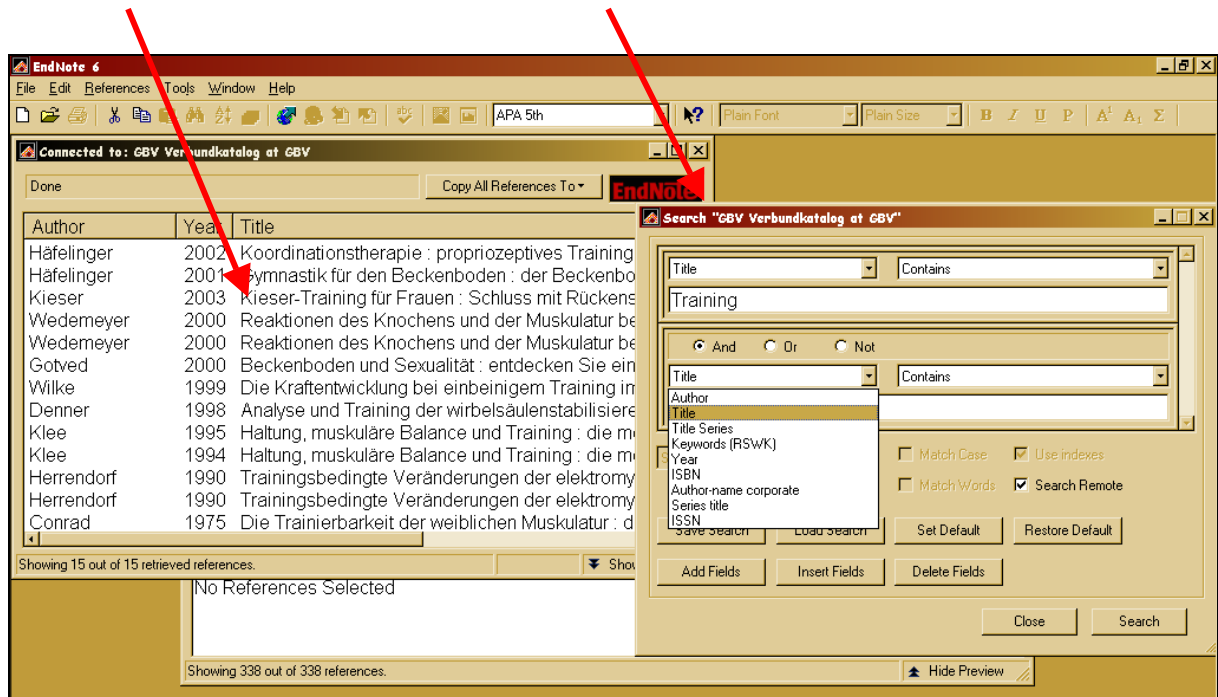 EndNote 6
File Edit References Tools Window Help
APA 5th Plain Font Plain Size B I U P A¹ A₁ Σ
Connected to: GBV Verbundkatalog at GBV
Done Copy All References To EndNote
Author Year Title
Häfelinger 2002 Koordinationstherapie : propriozeptives Training
Häfelinger 2001 Gymnastik für den Beckenboden : der Beckenbo
Kieser 2003 Kieser-Training für Frauen : Schluss mit Rückens
Wedemeyer 2000 Reaktionen des Knochens und der Muskulatur be
Wedemeyer 2000 Reaktionen des Knochens und der Muskulatur be
Gotved 2000 Beckenboden und Sexualität : entdecken Sie ein
Wilke 1999 Die Kraftentwicklung bei einbeinigem Training im
Denner 1998 Analyse und Training der wirbelsäulenstabilisiere
Klee 1995 Haltung, muskuläre Balance und Training : die m
Klee 1994 Haltung, muskuläre Balance und Training : die m
Herrendorf 1990 Trainingsbedingte Veränderungen der elektromy
Herrendorf 1990 Trainingsbedingte Veränderungen der elektromy
Conrad 1975 Die Trainierbarkeit der weiblichen Muskulatur : d
Showing 15 out of 15 retrieved references. Show
No References Selected
Showing 338 out of 338 references. Hide Preview
Search "GBV Verbundkatalog at GBV"
Title Contains
Training
And Or Not
Title Contains
Author
Title
Title Series
Keywords (RSWK)
Year
ISBN
Author-name corporate
Series title
ISSN
Match Case Use indexes
Match Words Search Remote
Save Search Load Search Set Default Restore Default
Add Fields Insert Fields Delete Fields
Close Search